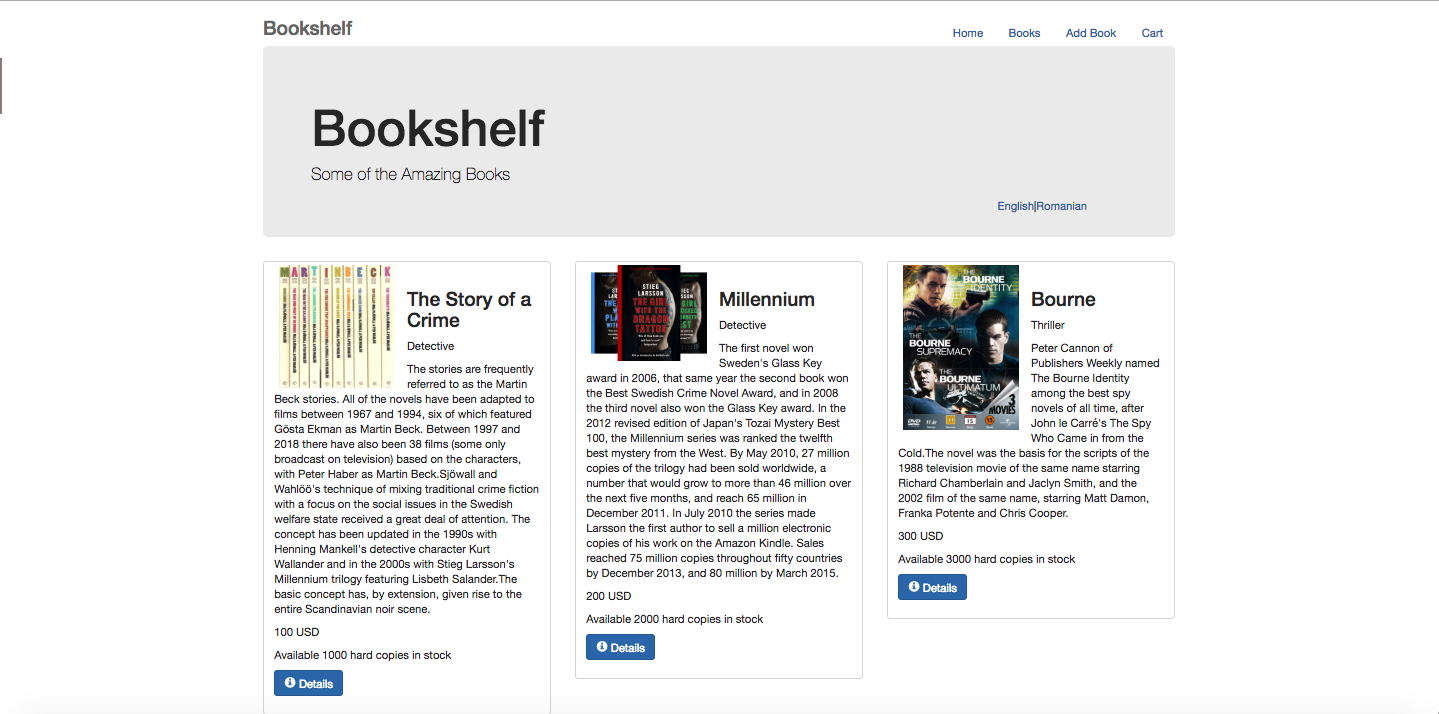 Bookshelf
Home Books Add Book Cart
Bookshelf
Some of the Amazing Books
English|Romanian
MARTINBECK
The Story of a
Crime
Detective
The stories are frequently
referred to as the Martin
Beck stories. All of the novels have been adapted to
films between 1967 and 1994, six of which featured
Gösta Ekman as Martin Beck. Between 1997 and
2018 there have also been 38 films (some only
broadcast on television) based on the characters,
with Peter Haber as Martin Beck.Sjöwall and
Wahlöö's technique of mixing traditional crime fiction
with a focus on the social issues in the Swedish
welfare state received a great deal of attention. The
concept has been updated in the 1990s with
Henning Mankell's detective character Kurt
Wallander and in the 2000s with Stieg Larsson's
Millennium trilogy featuring Lisbeth Salander.The
basic concept has, by extension, given rise to the
entire Scandinavian noir scene.
100 USD
Available 1000 hard copies in stock
Details
STIEG
LARSSON
THE GIRL
WITH THE
DRAGON
TATTOO
Millennium
Detective
The first novel won
Sweden's Glass Key
award in 2006, that same year the second book won
the Best Swedish Crime Novel Award, and in 2008
the third novel also won the Glass Key award. In the
2012 revised edition of Japan's Tozai Mystery Best
100, the Millennium series was ranked the twelfth
best mystery from the West. By May 2010, 27 million
copies of the trilogy had been sold worldwide, a
number that would grow to more than 46 million over
the next five months, and reach 65 million in
December 2011. In July 2010 the series made
Larsson the first author to sell a million electronic
copies of his work on the Amazon Kindle. Sales
reached 75 million copies throughout fifty countries
by December 2013, and 80 million by March 2015.
200 USD
Available 2000 hard copies in stock
Details
THE
BOURNE
IDENTITY
THE
BOURNE
SUPREMACY
THE
BOURNE
ULTIMATUM
3
MOVIES
DVD
11 år
15
Bourne
Thriller
Peter Cannon of
Publishers Weekly named
The Bourne Identity
among the best spy
novels of all time, after
John le Carré's The Spy
Who Came in from the
Cold.The novel was the basis for the scripts of the
1988 television movie of the same name starring
Richard Chamberlain and Jaclyn Smith, and the
2002 film of the same name, starring Matt Damon,
Franka Potente and Chris Cooper.
300 USD
Available 3000 hard copies in stock
Details